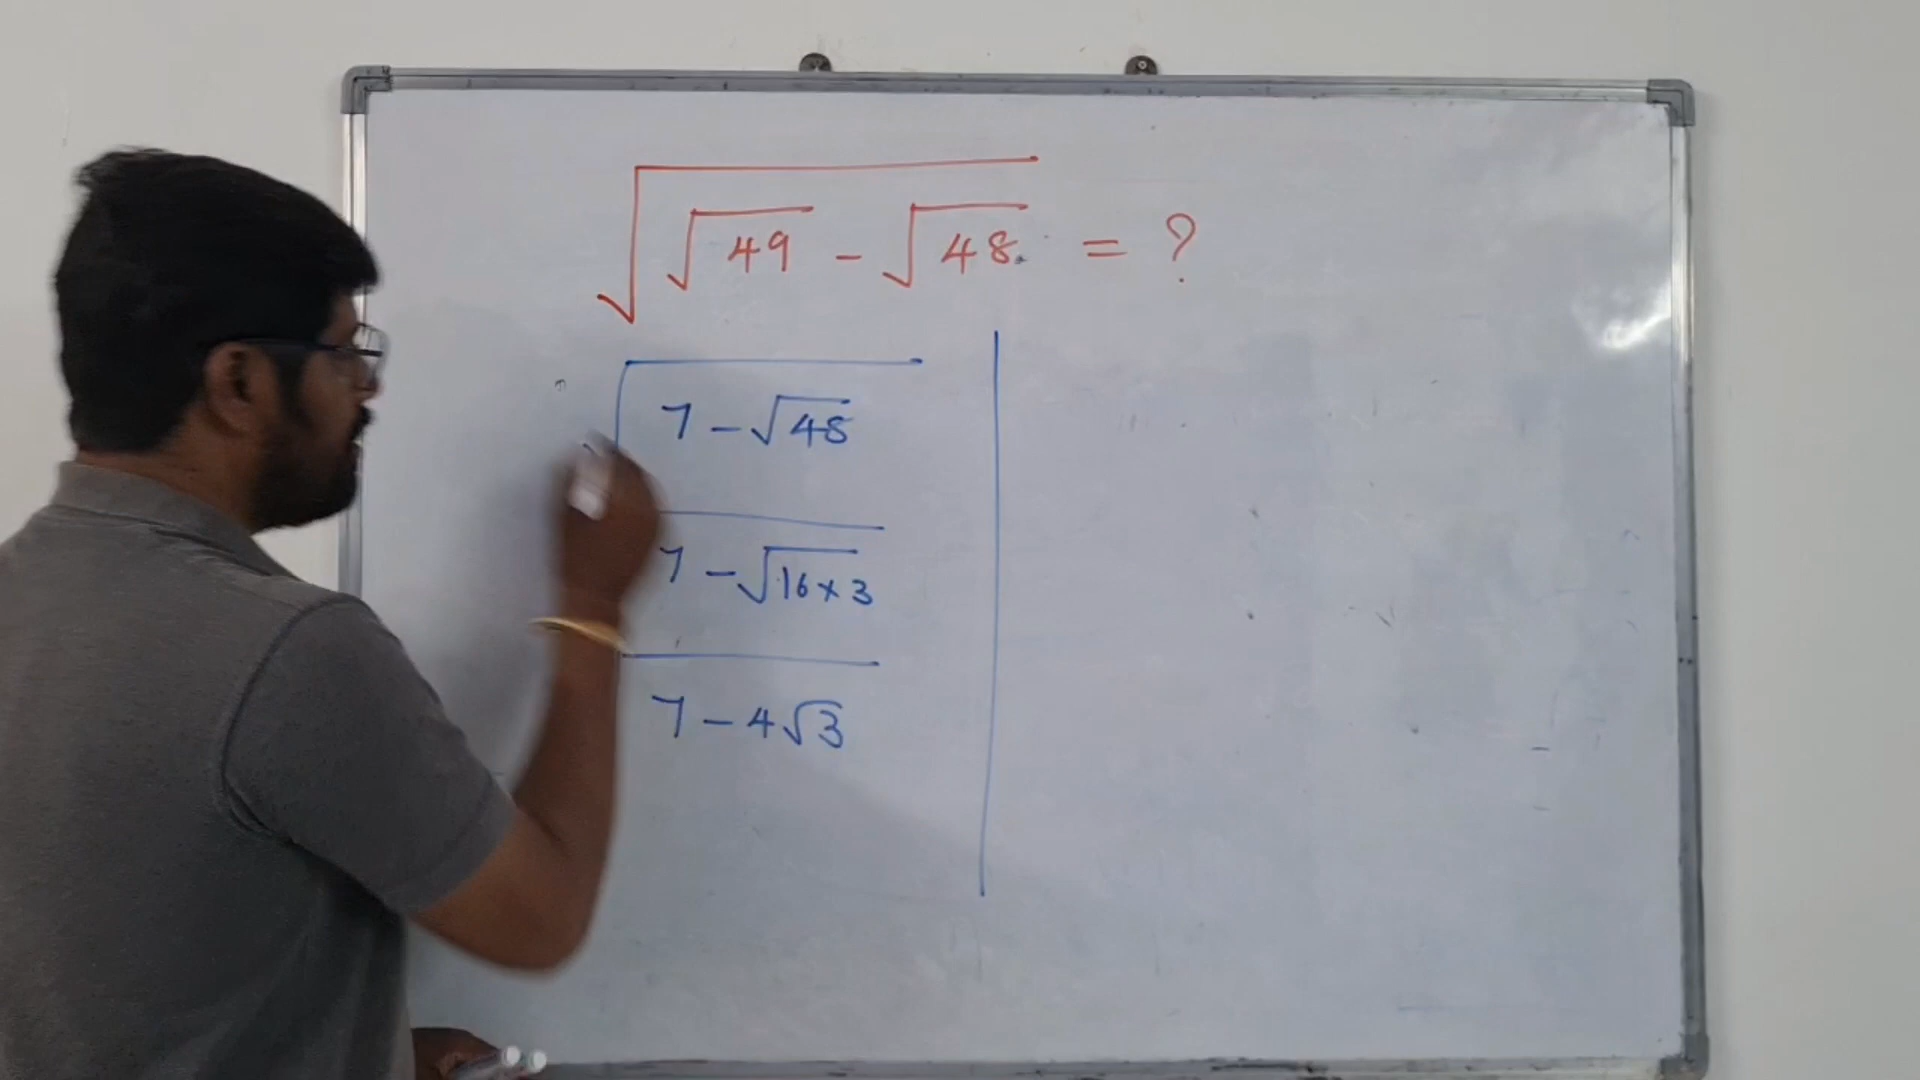 √(√49 - √48) = ?
√(7 - √48)
√(7 - √(16×3))
√(7 - 4√3)